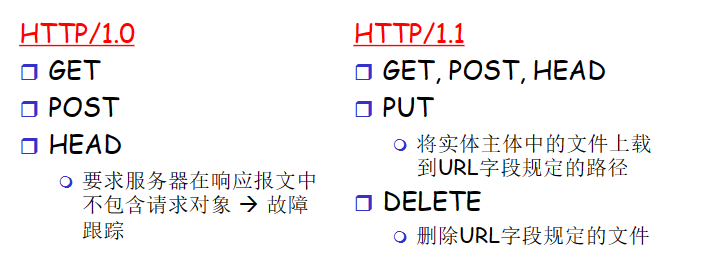 HTTP/1.0
GET
POST
HEAD
要求服务器在响应报文中
不包含请求对象 → 故障
跟踪
HTTP/1.1
GET, POST, HEAD
PUT
将实体主体中的文件上载
到URL字段规定的路径
DELETE
删除URL字段规定的文件